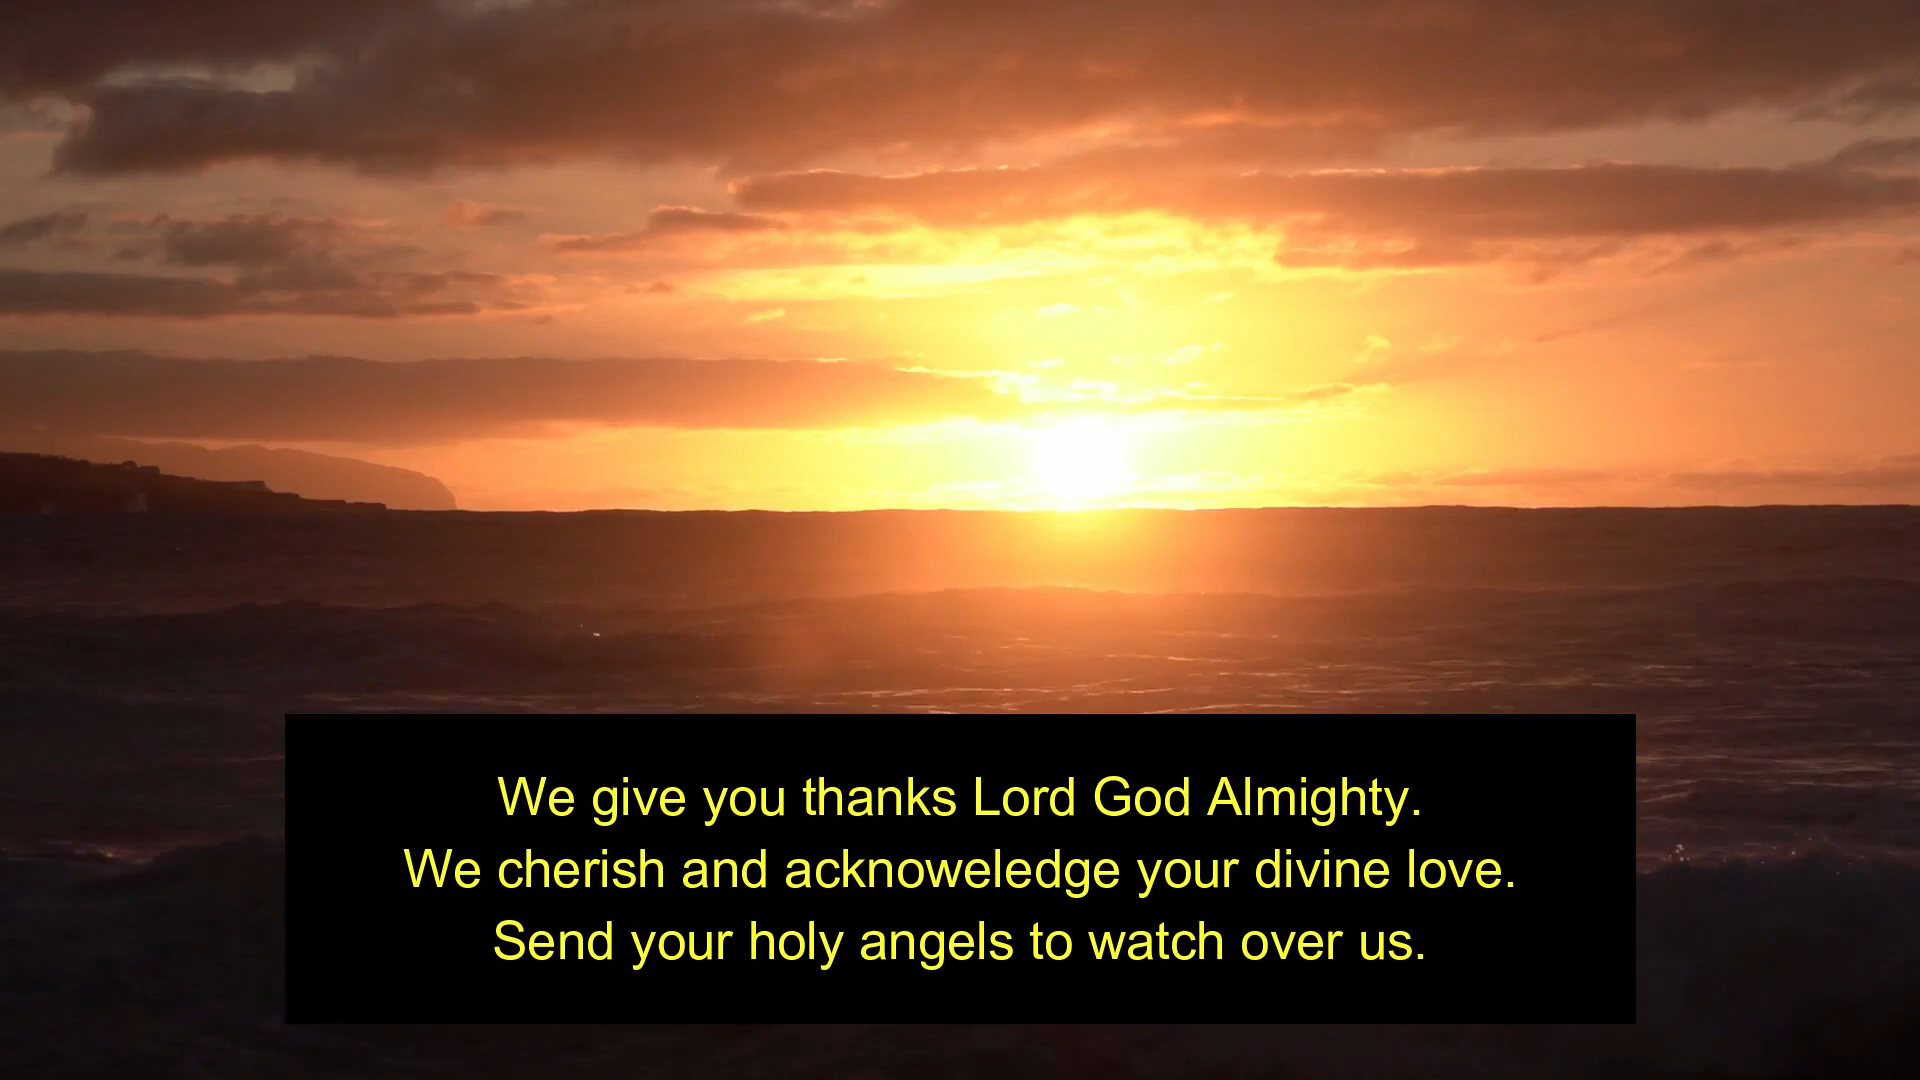 We give you thanks Lord God Almighty.
We cherish and acknoweledge your divine love.
Send your holy angels to watch over us.